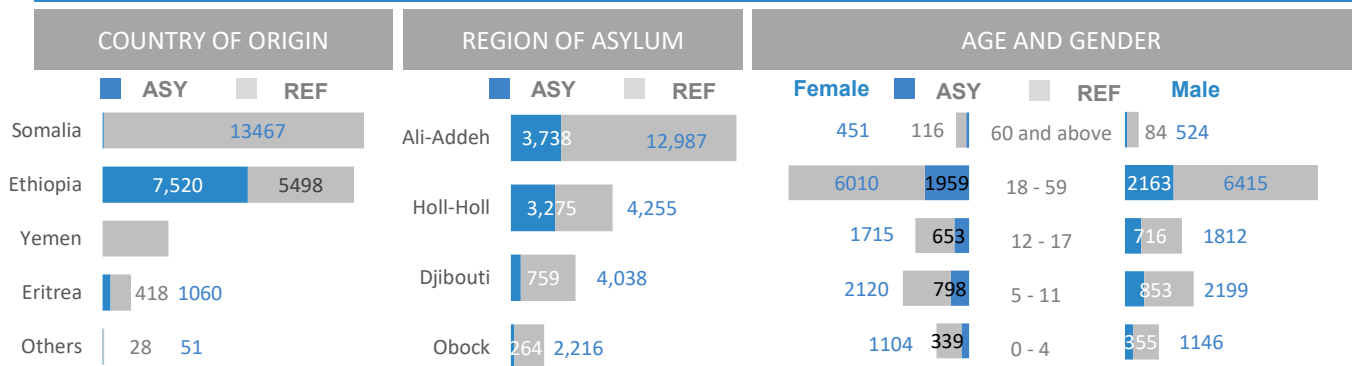 COUNTRY OF ORIGIN
ASY REF
Somalia 13467
Ethiopia 7,520 5498
Yemen
Eritrea 418 1060
Others 28 51
REGION OF ASYLUM
ASY REF
Ali-Addeh 3,738 12,987
Holl-Holl 3,275 4,255
Djibouti 759 4,038
Obock 264 2,216
AGE AND GENDER
Female ASY REF Male
451 116 60 and above 84 524
6010 1959 18 - 59 2163 6415
1715 653 12 - 17 716 1812
2120 798 5 - 11 853 2199
1104 339 0 - 4 355 1146